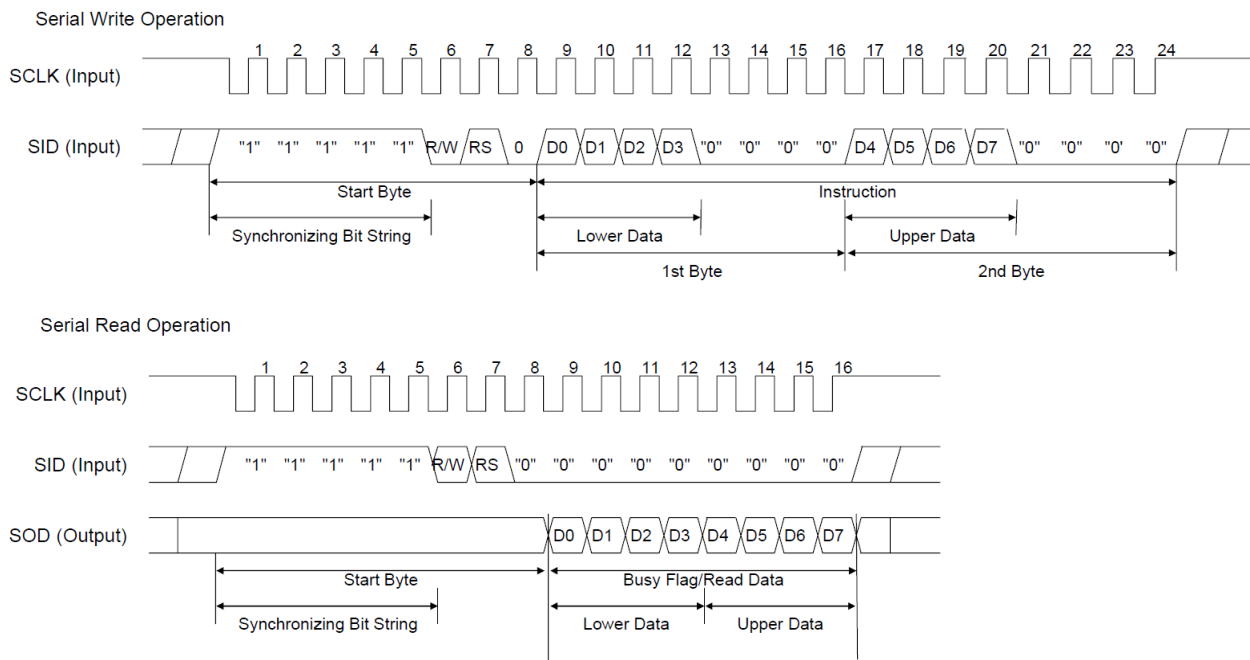 Serial Write Operation
1 2 3 4 5 6 7 8 9 10 11 12 13 14 15 16 17 18 19 20 21 22 23 24
SCLK (Input)
SID (Input) "1" "1" "1" "1" "1" R/W RS 0 D0 D1 D2 D3 "0" "0" "0" "0" D4 D5 D6 D7 "0" "0" 0' "0"
Start Byte Instruction
Synchronizing Bit String Lower Data Upper Data
1st Byte 2nd Byte
Serial Read Operation
1 2 3 4 5 6 7 8 9 10 11 12 13 14 15 16
SCLK (Input)
SID (Input) "1" "1" "1" "1" "1" R/W RS "0" "0" "0" "0" "0" "0" "0" "0" "0"
SOD (Output) D0 D1 D2 D3 D4 D5 D6 D7
Start Byte Busy Flag/Read Data
Synchronizing Bit String Lower Data Upper Data